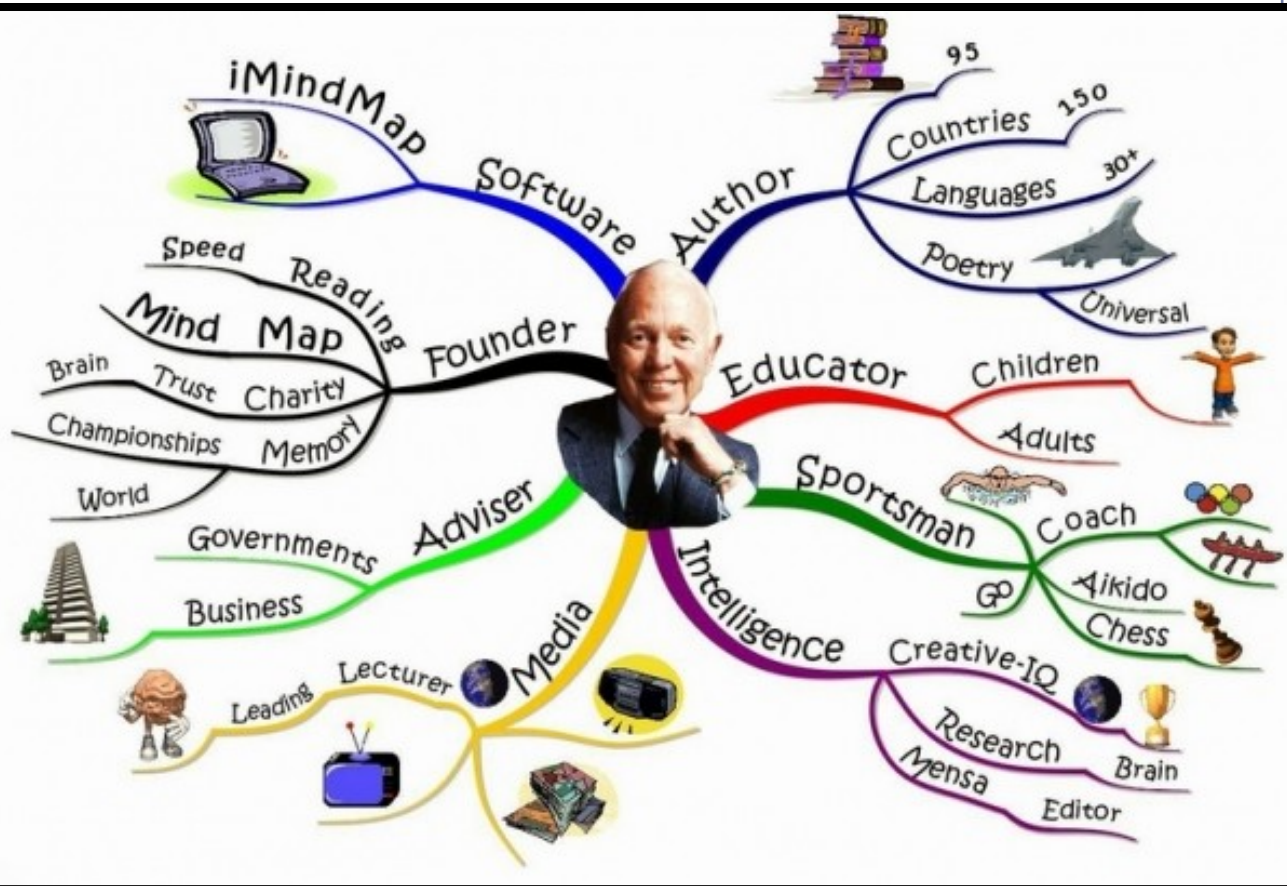 iMindMap
Software
Author
95
Countries 150
Languages 30+
Poetry
Universal
Speed Reading
Founder
Mind Map
Brain Trust Charity
Championships Memory
World
Educator
Children
Adults
Adviser
Governments
Business
Sportsman
Coach
Aikido
Go
Chess
Media
Lecturer
Leading
Intelligence
Creative-IQ
Research Brain
Mensa Editor